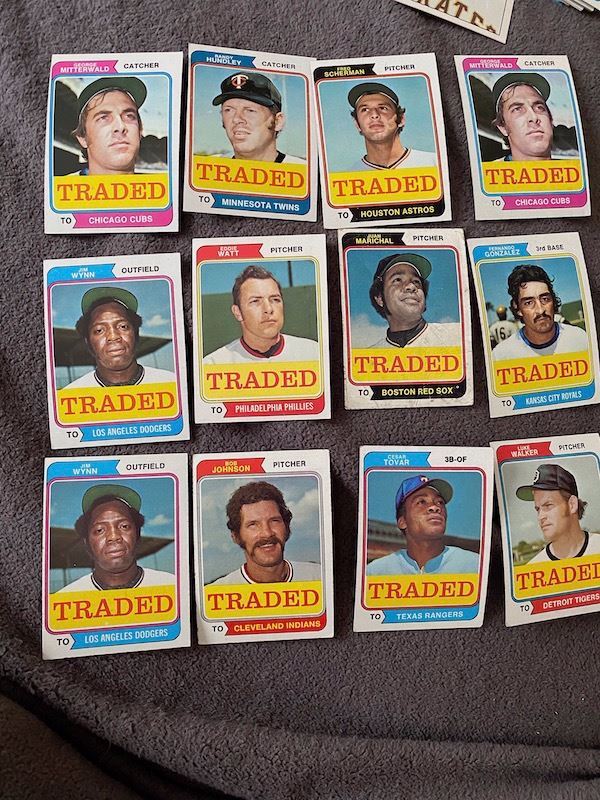 RATES
GEORGE MITTERWALD CATCHER
TRADED
TO CHICAGO CUBS
RANDY HUNDLEY CATCHER
TRADED
TO MINNESOTA TWINS
FRED SCHERMAN PITCHER
TRADED
TO HOUSTON ASTROS
GEORGE MITTERWALD CATCHER
TRADED
TO CHICAGO CUBS
JIM WYNN OUTFIELD
TRADED
TO LOS ANGELES DODGERS
EDDIE WATT PITCHER
TRADED
TO PHILADELPHIA PHILLIES
JUAN MARICHAL PITCHER
TRADED
TO BOSTON RED SOX
FERNANDO GONZALEZ 3rd BASE
TRADED
TO KANSAS CITY ROYALS
JIM WYNN OUTFIELD
TRADED
TO LOS ANGELES DODGERS
BOB JOHNSON PITCHER
TRADED
TO CLEVELAND INDIANS
CESAR TOVAR 3B-OF
TRADED
TO TEXAS RANGERS
LUKE WALKER PITCHER
TRADED
TO DETROIT TIGERS